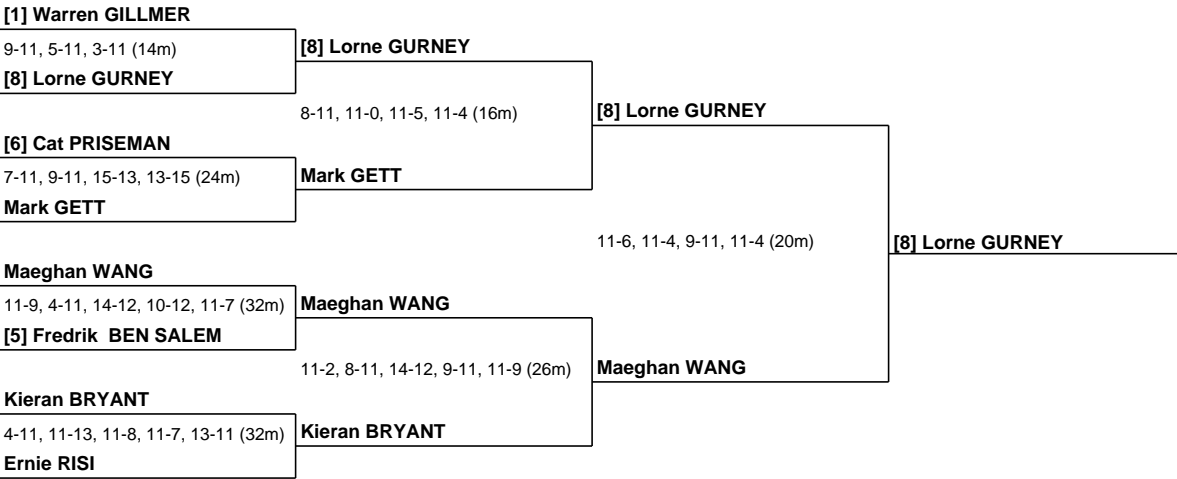 [1] Warren GILLMER
9-11, 5-11, 3-11 (14m)
[8] Lorne GURNEY
[8] Lorne GURNEY
8-11, 11-0, 11-5, 11-4 (16m)
[8] Lorne GURNEY
[6] Cat PRISEMAN
7-11, 9-11, 15-13, 13-15 (24m)
Mark GETT
Mark GETT
11-6, 11-4, 9-11, 11-4 (20m)
[8] Lorne GURNEY
Maeghan WANG
11-9, 4-11, 14-12, 10-12, 11-7 (32m)
Maeghan WANG
[5] Fredrik  BEN SALEM
11-2, 8-11, 14-12, 9-11, 11-9 (26m)
Maeghan WANG
Kieran BRYANT
4-11, 11-13, 11-8, 11-7, 13-11 (32m)
Kieran BRYANT
Ernie RISI